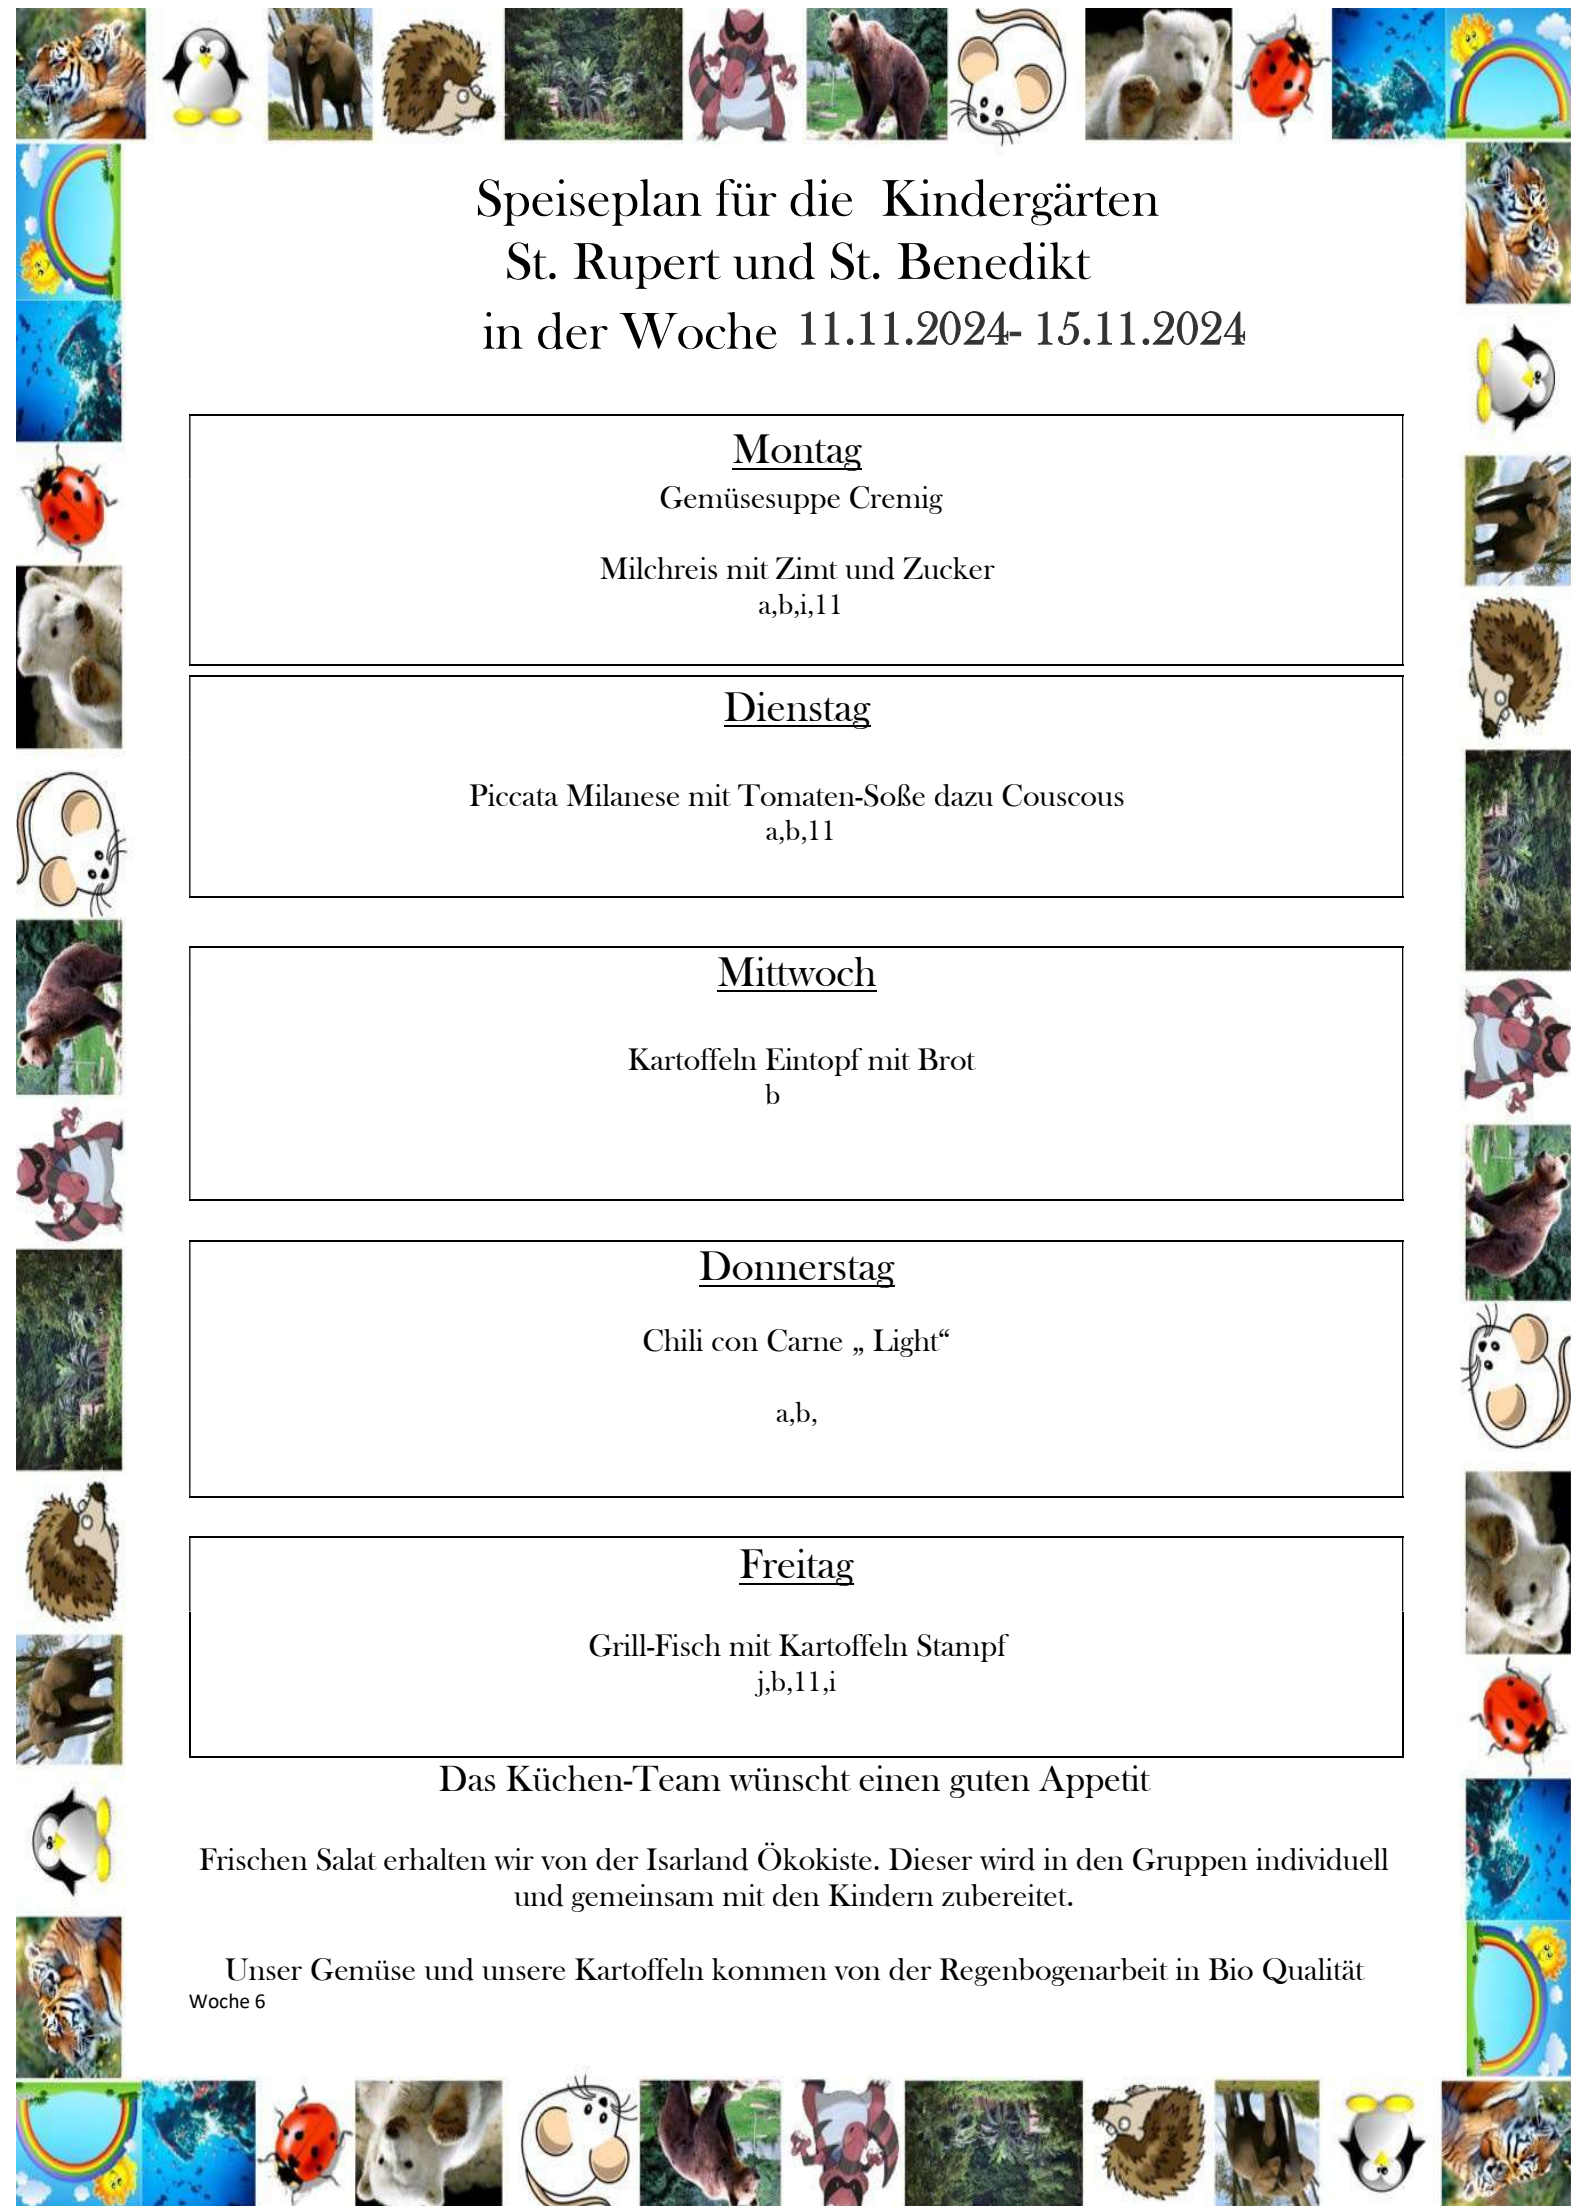 Speiseplan für die Kindergärten
St. Rupert und St. Benedikt
in der Woche 11.11.2024- 15.11.2024
Montag
Gemüsesuppe Cremig
Milchreis mit Zimt und Zucker
a,b,i,11
Dienstag
Piccata Milanese mit Tomaten-Soße dazu Couscous
a,b,11
Mittwoch
Kartoffeln Eintopf mit Brot
b
Donnerstag
Chili con Carne „ Light“
a,b,
Freitag
Grill-Fisch mit Kartoffeln Stampf
j,b,11,i
Das Küchen-Team wünscht einen guten Appetit
Frischen Salat erhalten wir von der Isarland Ökokiste. Dieser wird in den Gruppen individuell
und gemeinsam mit den Kindern zubereitet.
Unser Gemüse und unsere Kartoffeln kommen von der Regenbogenarbeit in Bio Qualität
Woche 6